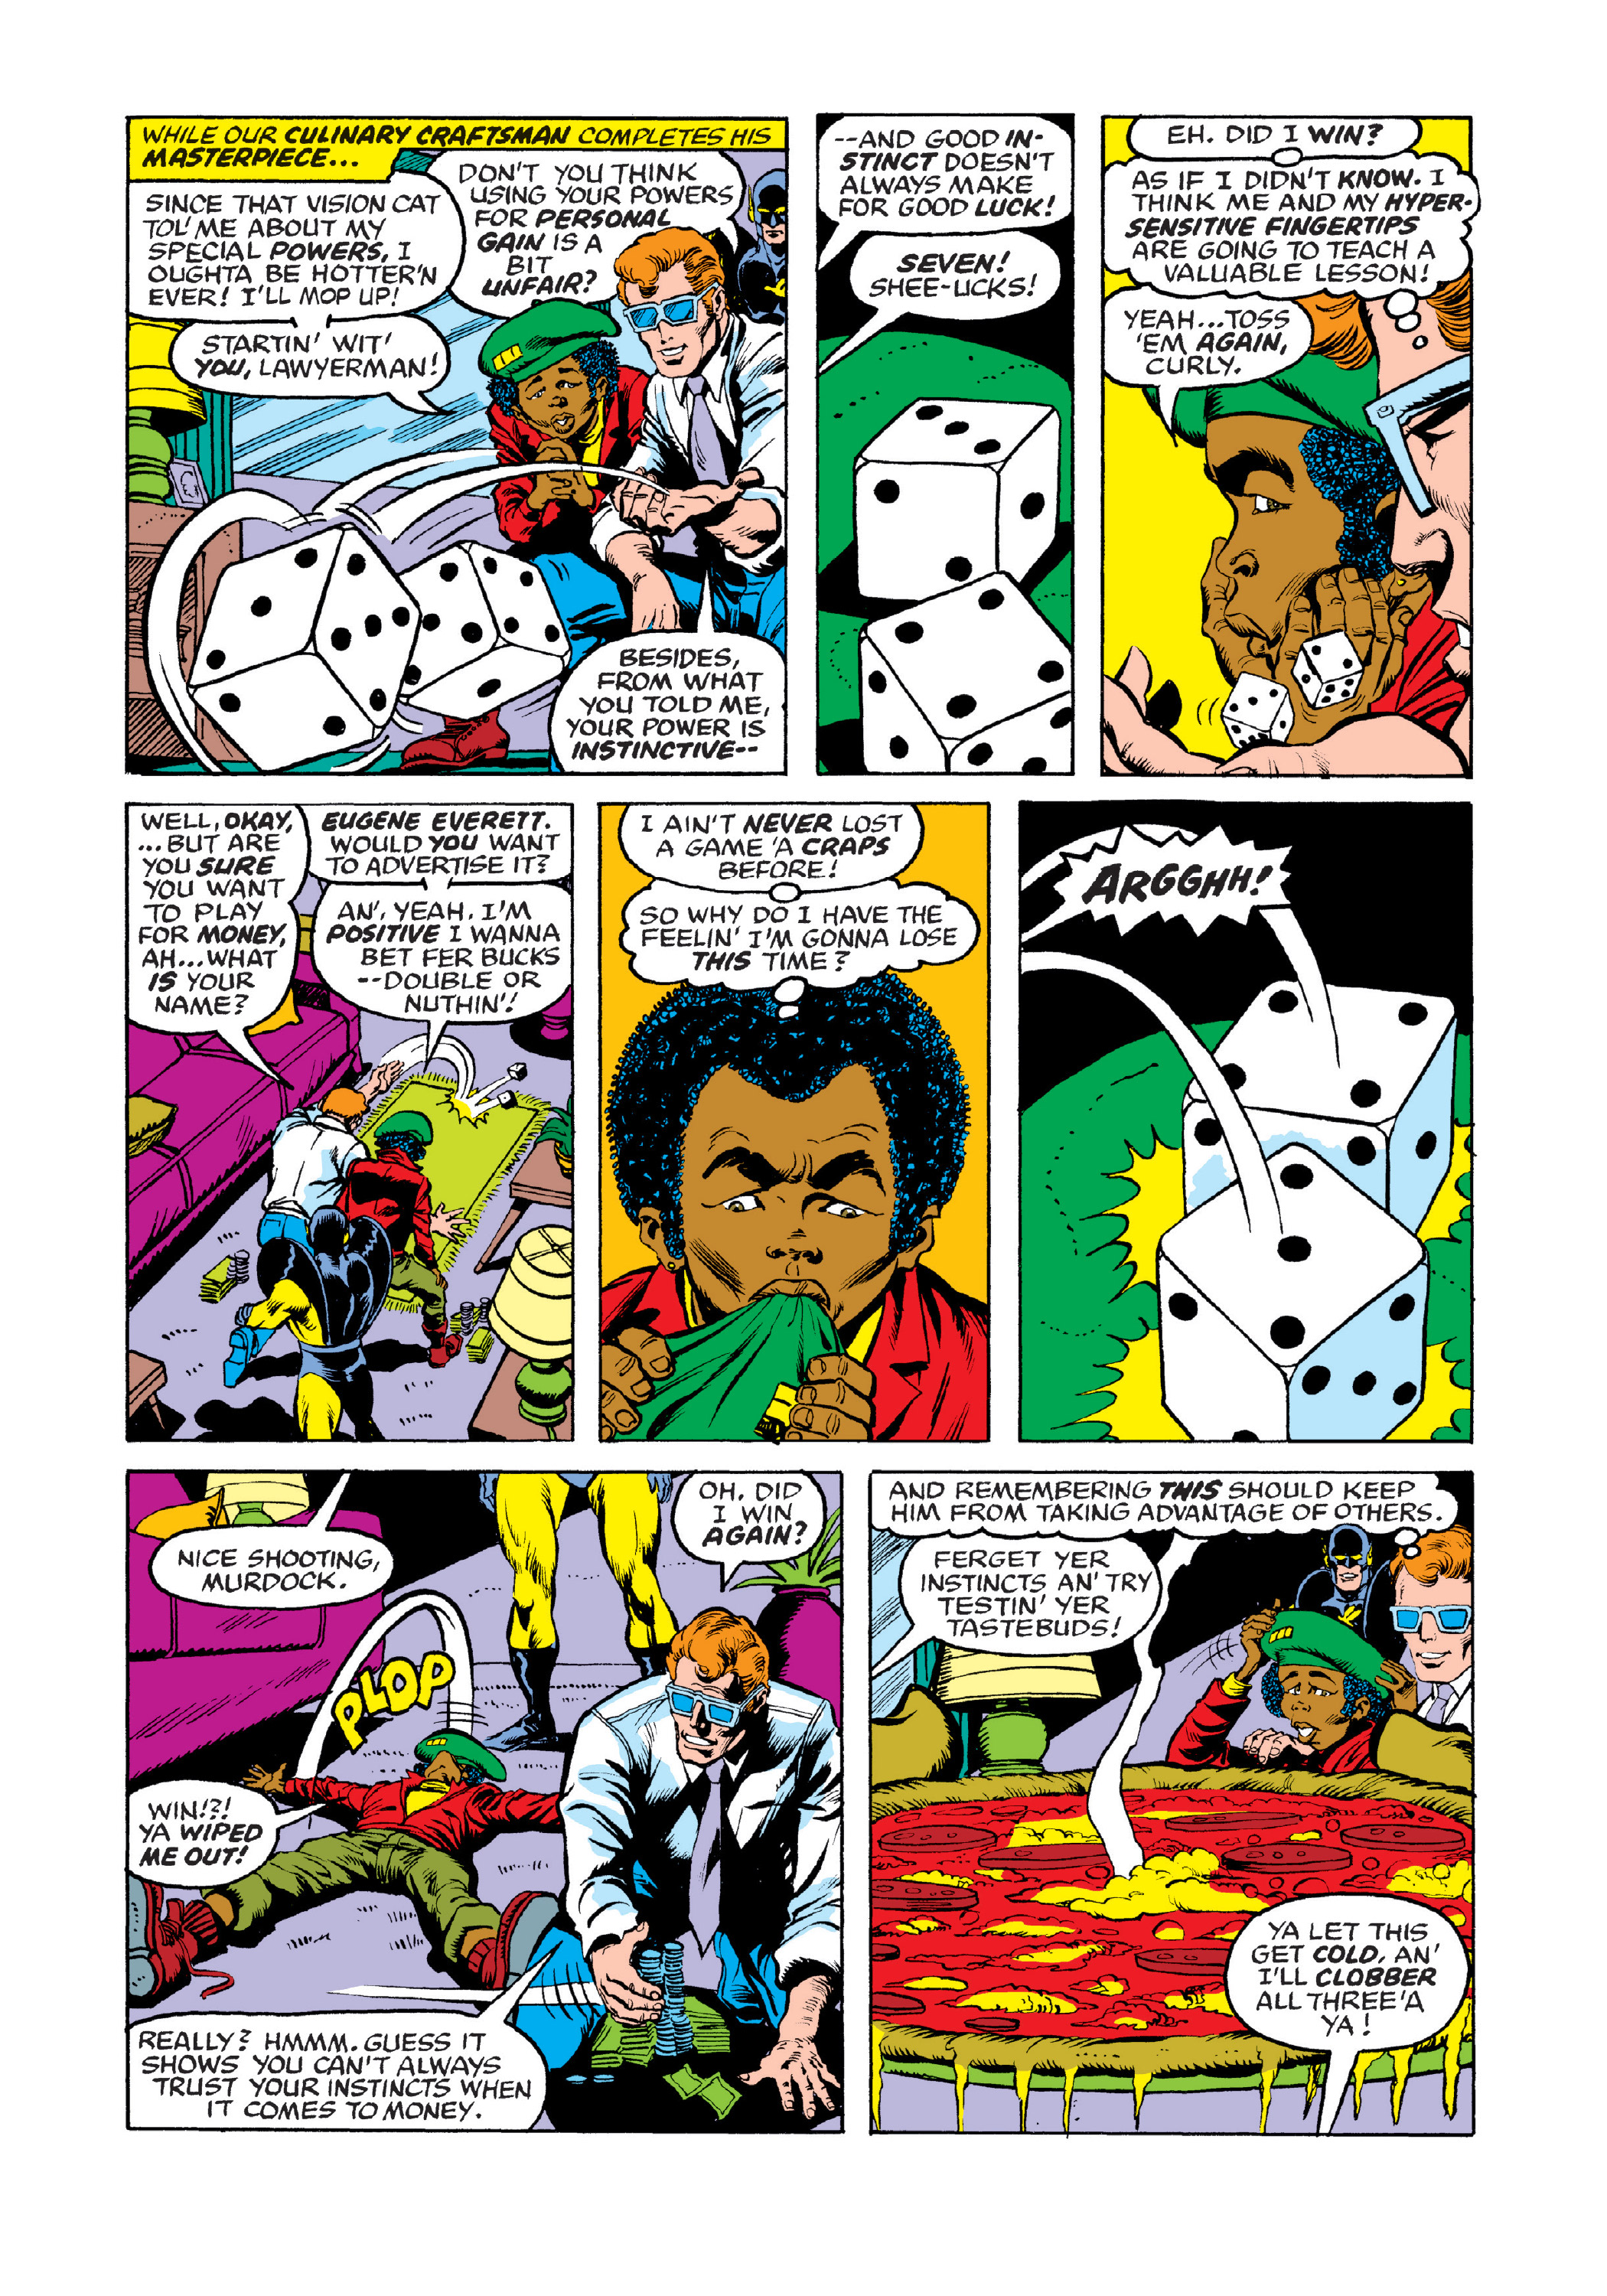 WHILE OUR CULINARY CRAFTSMAN COMPLETES HIS
MASTERPIECE...
SINCE THAT VISION CAT
TOL' ME ABOUT MY
SPECIAL POWERS, I
OUGHTA BE HOTTER'N
EVER! I'LL MOP UP!
STARTIN' WIT'
YOU, LAWYERMAN!
DON'T YOU THINK
USING YOUR POWERS
FOR PERSONAL
GAIN IS A
BIT
UNFAIR?
BESIDES,
FROM WHAT
YOU TOLD ME,
YOUR POWER IS
INSTINCTIVE--
--AND GOOD IN-
STINCT DOESN'T
ALWAYS MAKE
FOR GOOD LUCK!
SEVEN!
SHEE-UCKS!
EH. DID I WIN?
AS IF I DIDN'T KNOW. I
THINK ME AND MY HYPER-
SENSITIVE FINGERTIPS
ARE GOING TO TEACH A
VALUABLE LESSON!
YEAH...TOSS
'EM AGAIN,
CURLY.
WELL, OKAY,
...BUT ARE
YOU SURE
YOU WANT
TO PLAY
FOR MONEY,
AH...WHAT
IS YOUR
NAME?
EUGENE EVERETT.
WOULD YOU WANT
TO ADVERTISE IT?
AN', YEAH. I'M
POSITIVE I WANNA
BET FER BUCKS
--DOUBLE OR
NUTHIN'!
I AIN'T NEVER LOST
A GAME 'A CRAPS
BEFORE!
SO WHY DO I HAVE THE
FEELIN' I'M GONNA LOSE
THIS TIME?
ARGGHH!
NICE SHOOTING,
MURDOCK.
OH. DID
I WIN
AGAIN?
PLOP
WIN!?!
YA WIPED
ME OUT!
REALLY? HMMM. GUESS IT
SHOWS YOU CAN'T ALWAYS
TRUST YOUR INSTINCTS WHEN
IT COMES TO MONEY.
AND REMEMBERING THIS SHOULD KEEP
HIM FROM TAKING ADVANTAGE OF OTHERS.
FERGET YER
INSTINCTS AN' TRY
TESTIN' YER
TASTEBUDS!
YA LET THIS
GET COLD, AN'
I'LL CLOBBER
ALL THREE 'A
YA!